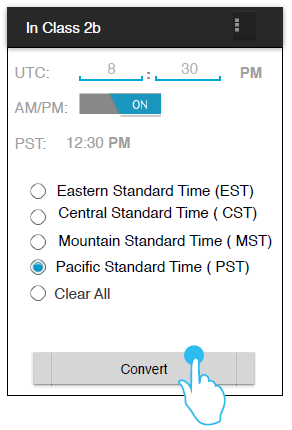 In Class 2b
UTC: 8 : 30 PM
AM/PM: ON
PST: 12:30 PM
Eastern Standard Time (EST)
Central Standard Time ( CST)
Mountain Standard Time ( MST)
Pacific Standard Time ( PST)
Clear All
Convert